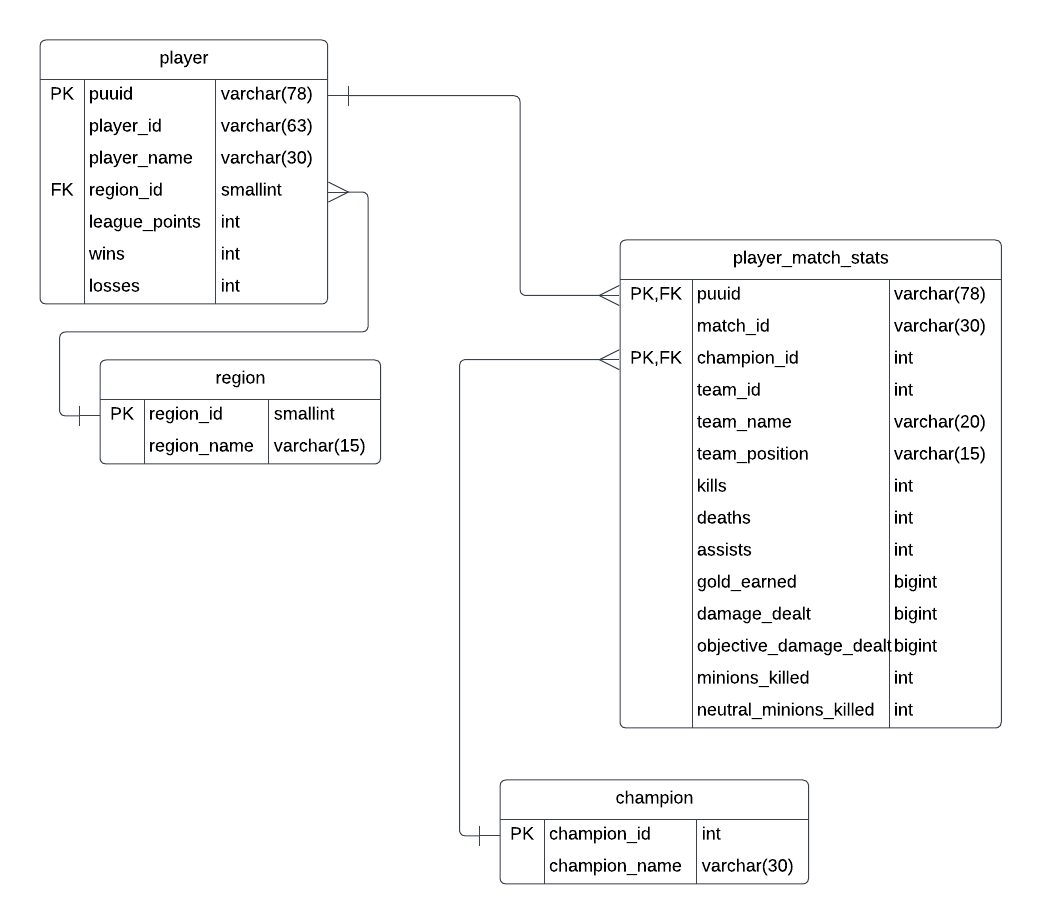 player
PK puuid varchar(78)
player_id varchar(63)
player_name varchar(30)
FK region_id smallint
league_points int
wins int
losses int
region
PK region_id smallint
region_name varchar(15)
player_match_stats
PK,FK puuid varchar(78)
match_id varchar(30)
PK,FK champion_id int
team_id int
team_name varchar(20)
team_position varchar(15)
kills int
deaths int
assists int
gold_earned bigint
damage_dealt bigint
objective_damage_dealt bigint
minions_killed int
neutral_minions_killed int
champion
PK champion_id int
champion_name varchar(30)